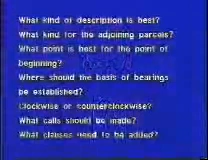 What kind of description is best?
What kind for the adjoining parcels?
What point is best for the point of
beginning?
Where should the basis of bearings
be established?
Clockwise or counterclockwise?
What calls should be made?
What clauses need to be added?